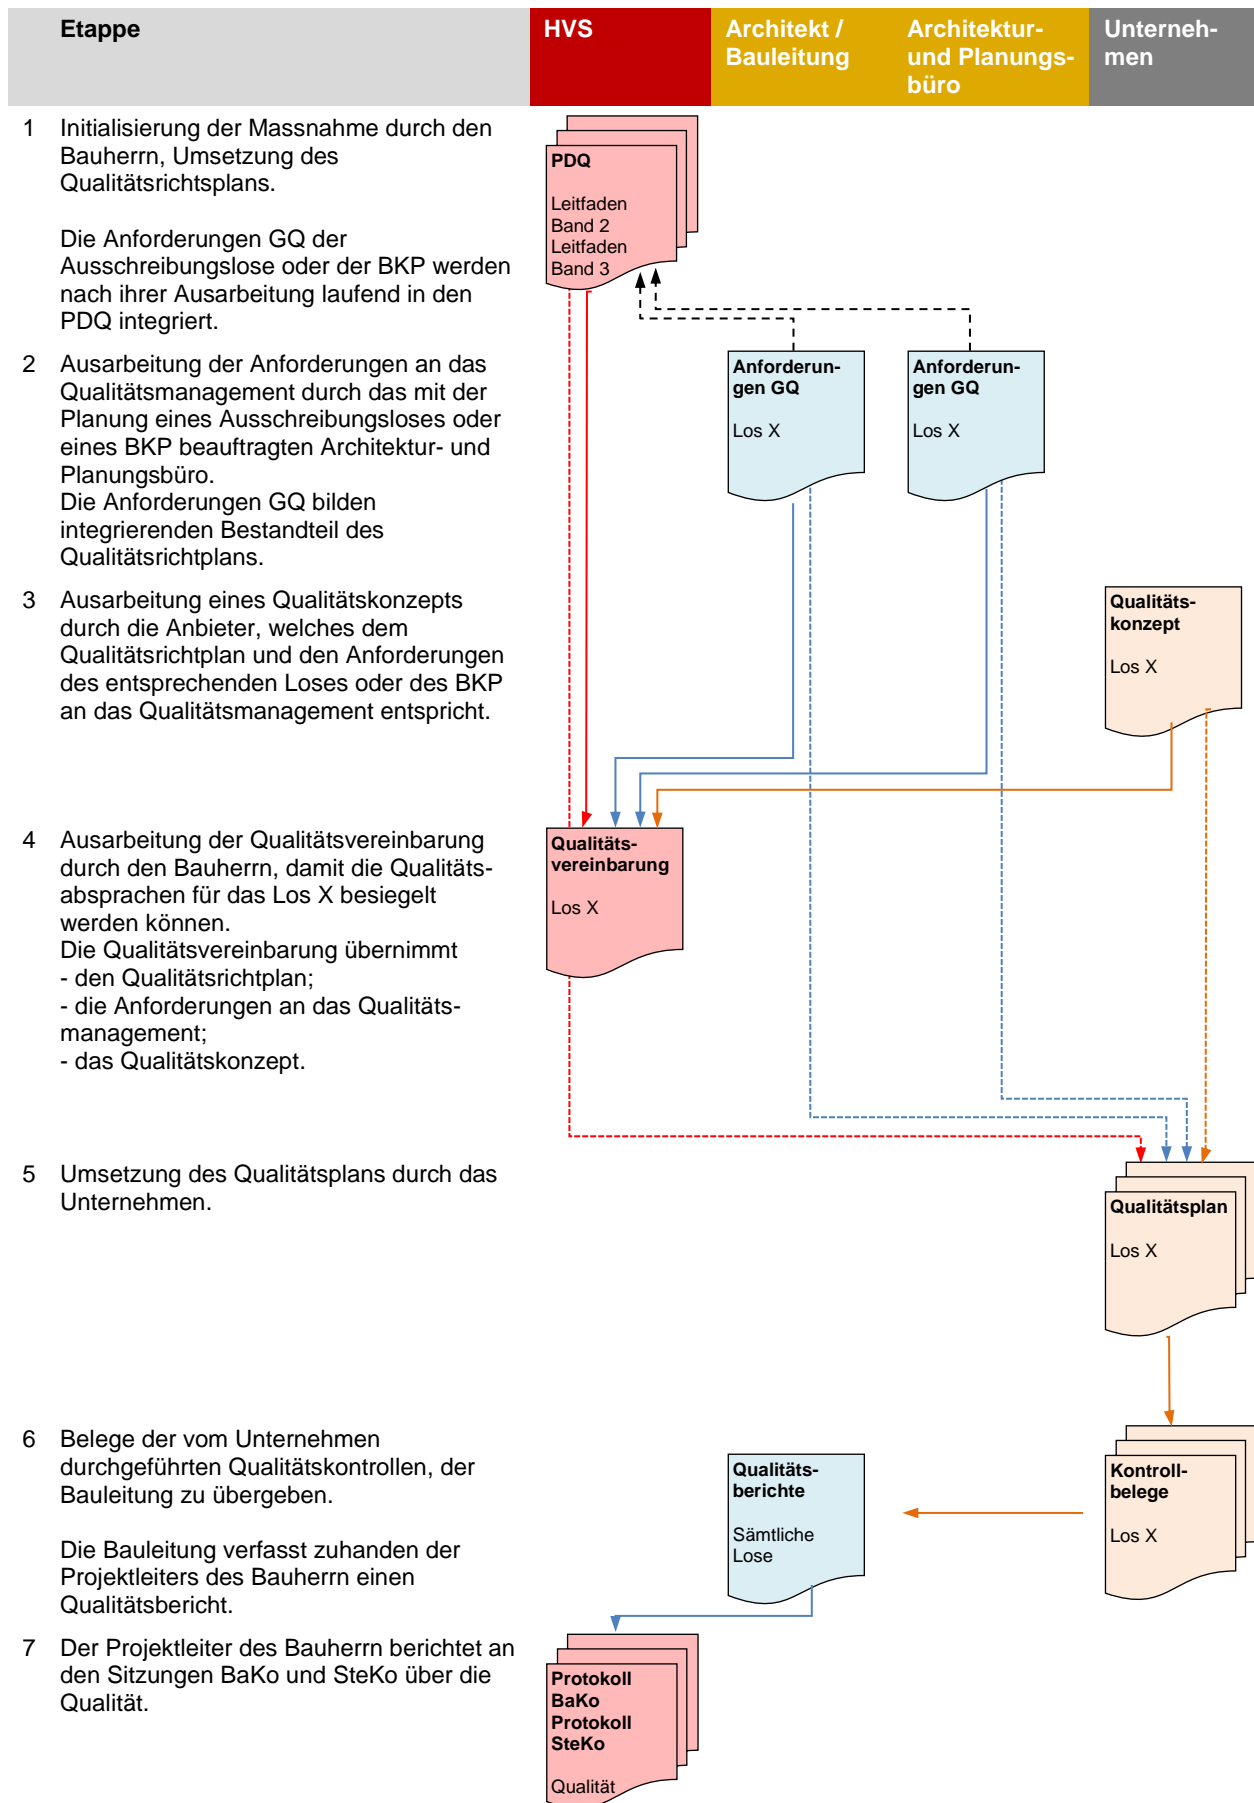 Etappe
HVS
Architekt /
Bauleitung
Architektur-
und Planungs-
büro
Unterneh-
men
1 Initialisierung der Massnahme durch den
Bauherrn, Umsetzung des
Qualitätsrichtsplans.
Die Anforderungen GQ der
Ausschreibungslose oder der BKP werden
nach ihrer Ausarbeitung laufend in den
PDQ integriert.
PDQ
Leitfaden
Band 2
Leitfaden
Band 3
2 Ausarbeitung der Anforderungen an das
Qualitätsmanagement durch das mit der
Planung eines Ausschreibungsloses oder
eines BKP beauftragten Architektur- und
Planungsbüro.
Die Anforderungen GQ bilden
integrierenden Bestandteil des
Qualitätsrichtplans.
Anforderun-
gen GQ
Los X
Anforderun-
gen GQ
Los X
3 Ausarbeitung eines Qualitätskonzepts
durch die Anbieter, welches dem
Qualitätsrichtplan und den Anforderungen
des entsprechenden Loses oder des BKP
an das Qualitätsmanagement entspricht.
Qualitäts-
konzept
Los X
4 Ausarbeitung der Qualitätsvereinbarung
durch den Bauherrn, damit die Qualitäts-
absprachen für das Los X besiegelt
werden können.
Die Qualitätsvereinbarung übernimmt
- den Qualitätsrichtplan;
- die Anforderungen an das Qualitäts-
management;
- das Qualitätskonzept.
Qualitäts-
vereinbarung
Los X
5 Umsetzung des Qualitätsplans durch das
Unternehmen.
Qualitätsplan
Los X
6 Belege der vom Unternehmen
durchgeführten Qualitätskontrollen, der
Bauleitung zu übergeben.
Die Bauleitung verfasst zuhanden der
Projektleiters des Bauherrn einen
Qualitätsbericht.
Qualitäts-
berichte
Sämtliche
Lose
Kontroll-
belege
Los X
7 Der Projektleiter des Bauherrn berichtet an
den Sitzungen BaKo und SteKo über die
Qualität.
Protokoll
BaKo
Protokoll
SteKo
Qualität